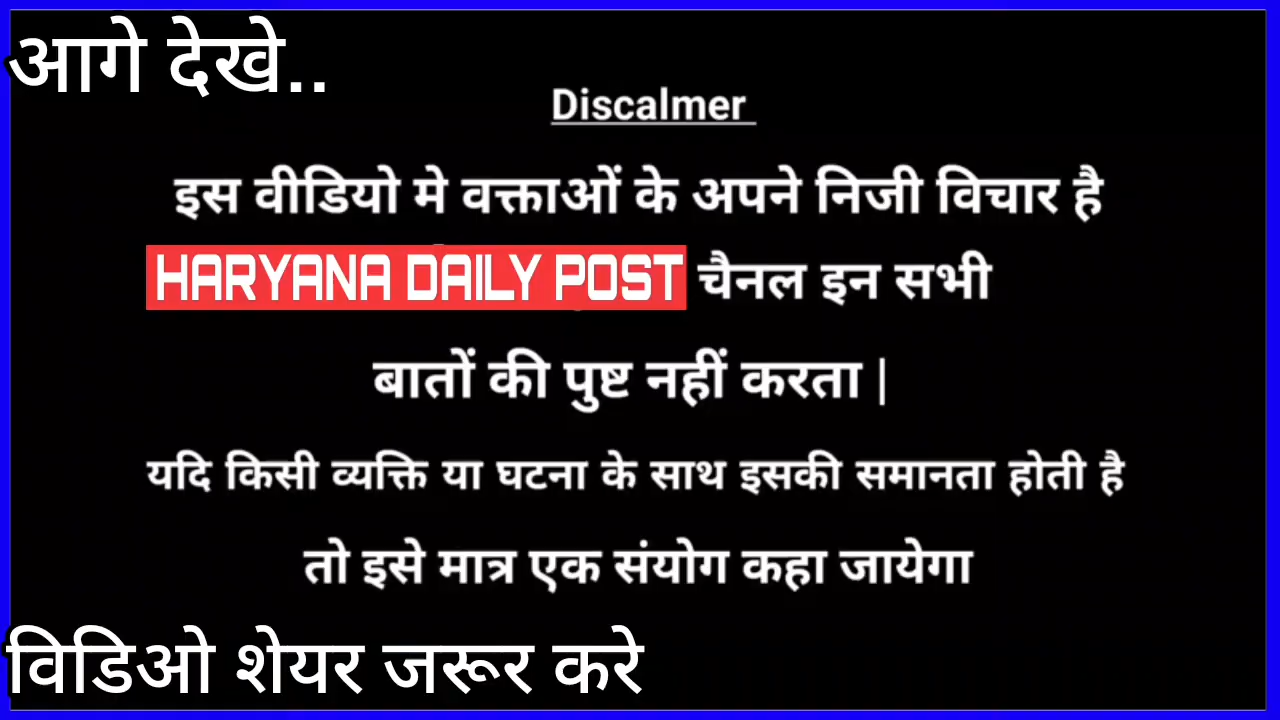 आगे देखे..
Discalmer
इस वीडियो मे वक्ताओं के अपने निजी विचार है
HARYANA DAILY POST चैनल इन सभी
बातों की पुष्ट नहीं करता |
यदि किसी व्यक्ति या घटना के साथ इसकी समानता होती है
तो इसे मात्र एक संयोग कहा जायेगा
विडिओ शेयर जरूर करे